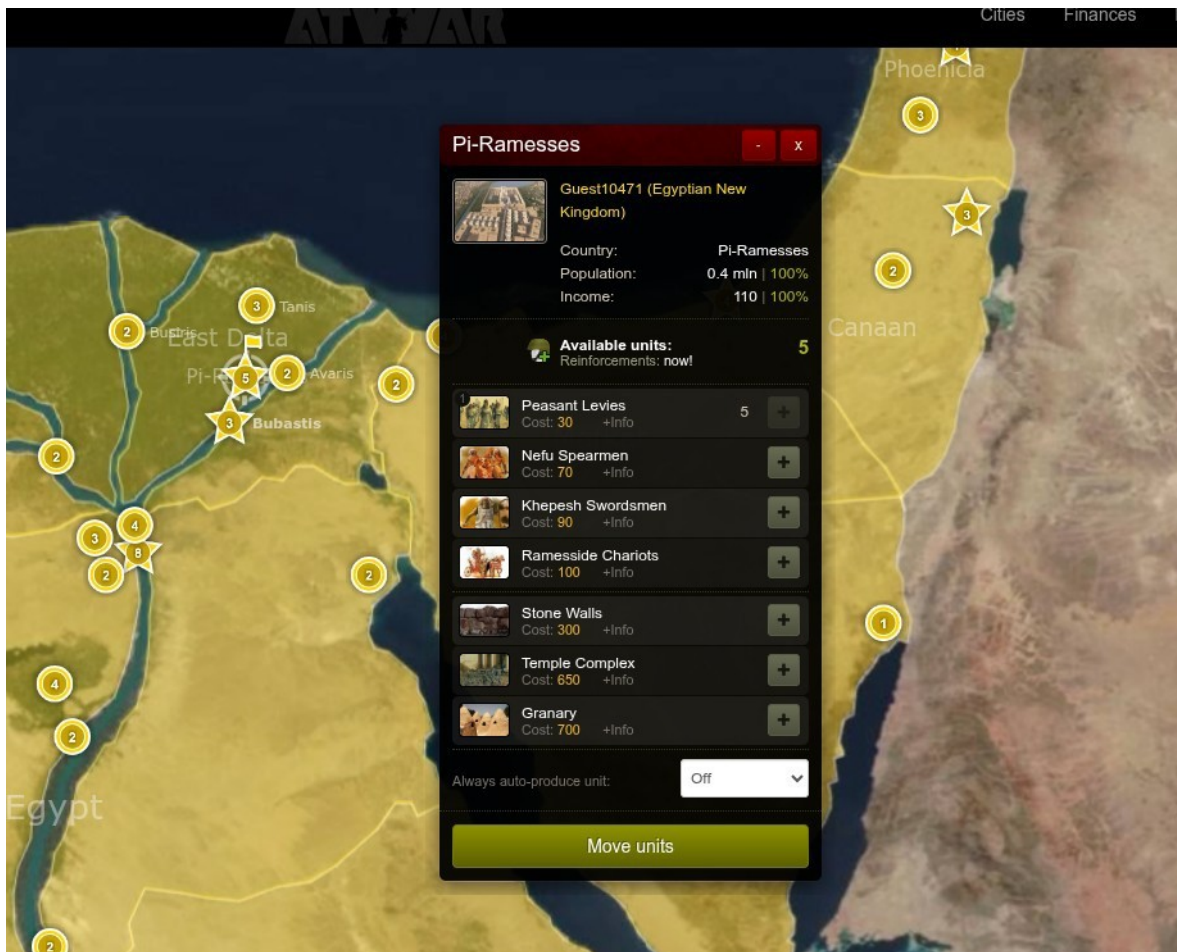 ATWAR
Cities Finances
Phoenicia
3
Pi-Ramesses
-
x
Guest10471 (Egyptian New
Kingdom)
Country: Pi-Ramesses
Population: 0.4 mln | 100%
Income: 110 | 100%
Available units: 5
Reinforcements: now!
1
Peasant Levies 5 +
Cost: 30 +Info
Nefu Spearmen +
Cost: 70 +Info
Khepesh Swordsmen +
Cost: 90 +Info
Ramesside Chariots +
Cost: 100 +Info
Stone Walls +
Cost: 300 +Info
Temple Complex +
Cost: 650 +Info
Granary +
Cost: 700 +Info
Always auto-produce unit: Off
Move units
3
2
Canaan
1
3 Tanis
2 Busiris
East Delta
5
2 Avaris
2
3 Bubastis
2
4
3
8
2
2
4
2
Egypt
2